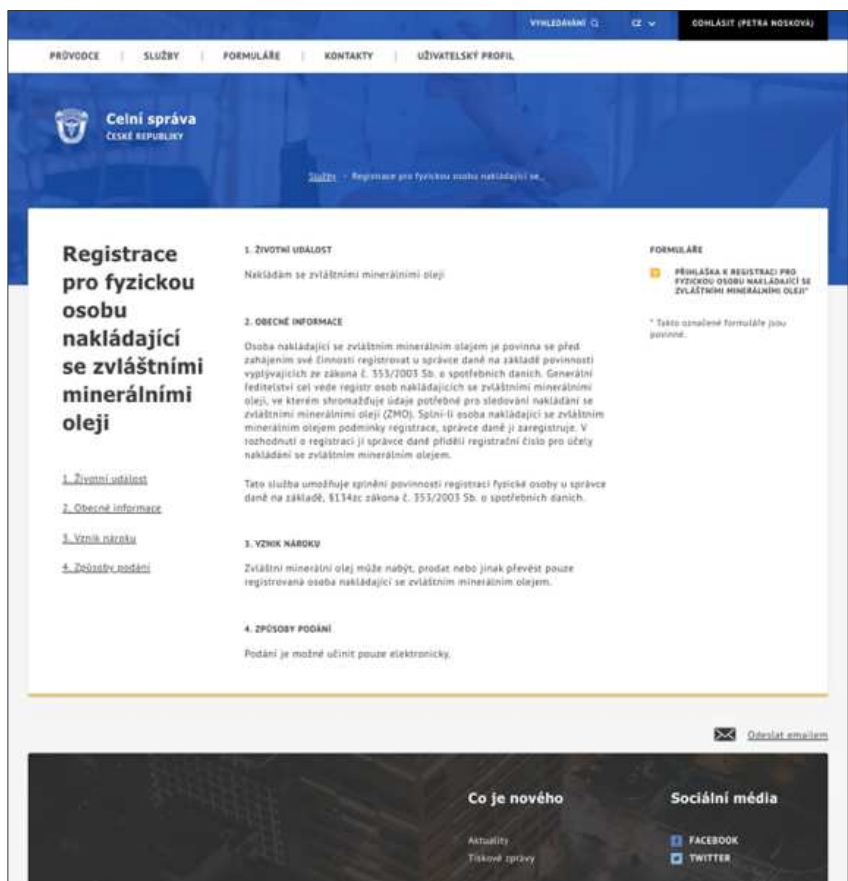 VYHLEDÁVÁNÍ
CZ
ODHLÁSIT (PETRA NOSKOVÁ)
PRŮVODCE
SLUŽBY
FORMULÁŘE
KONTAKTY
UŽIVATELSKÝ PROFIL
Celní správa
ČESKÉ REPUBLIKY
Služby - Registrace pro fyzickou osobu nakládající se...
Registrace
pro fyzickou
osobu
nakládající
se zvláštními
minerálními
oleji
1. Životní událost
2. Obecné informace
3. Vznik nároku
4. Způsoby podání
1. ŽIVOTNÍ UDÁLOST
Nakládám se zvláštními minerálními oleji
2. OBECNÉ INFORMACE
Osoba nakládající se zvláštním minerálním olejem je povinna se před
zahájením své činnosti registrovat u správce daně na základě povinností
vyplývajících ze zákona č. 353/2003 Sb. o spotřebních daních. Generální
ředitelství cel vede registr osob nakládajících se zvláštními minerálními
oleji, ve kterém shromažďuje údaje potřebné pro sledování nakládání se
zvláštními minerálními oleji (ZMO). Splní-li osoba nakládající se zvláštním
minerálním olejem podmínky registrace, správce daně ji zaregistruje. V
rozhodnutí o registraci jí správce daně přidělí registrační číslo pro účely
nakládání se zvláštním minerálním olejem.
Tato služba umožňuje splnění povinnosti registrací fyzické osoby u správce
daně na základě, §134zc zákona č. 353/2003 Sb. o spotřebních daních.
3. VZNIK NÁROKU
Zvláštní minerální olej může nabýt, prodat nebo jinak převést pouze
registrovaná osoba nakládající se zvláštním minerálním olejem.
4. ZPŮSOBY PODÁNÍ
Podání je možné učinit pouze elektronicky.
FORMULÁŘE
PŘIHLÁŠKA K REGISTRACI PRO
FYZICKOU OSOBU NAKLÁDAJÍCÍ SE
ZVLÁŠTNÍMI MINERÁLNÍMI OLEJI*
* Takto označené formuláře jsou
povinné.
Odeslat emailem
Co je nového
Aktuality
Tiskové zprávy
Sociální média
FACEBOOK
TWITTER